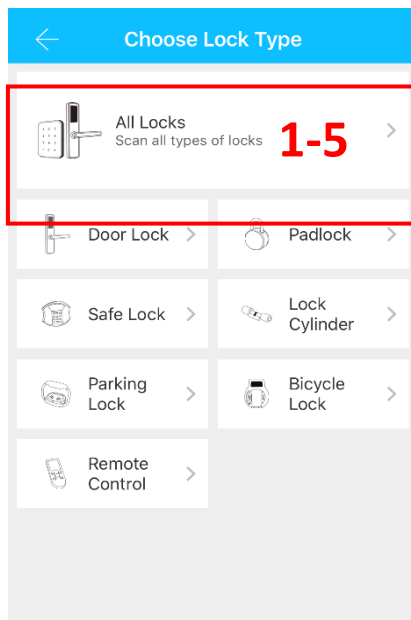 Choose Lock Type
All Locks
Scan all types of locks
1-5
Door Lock
Padlock
Safe Lock
Lock
Cylinder
Parking
Lock
Bicycle
Lock
Remote
Control